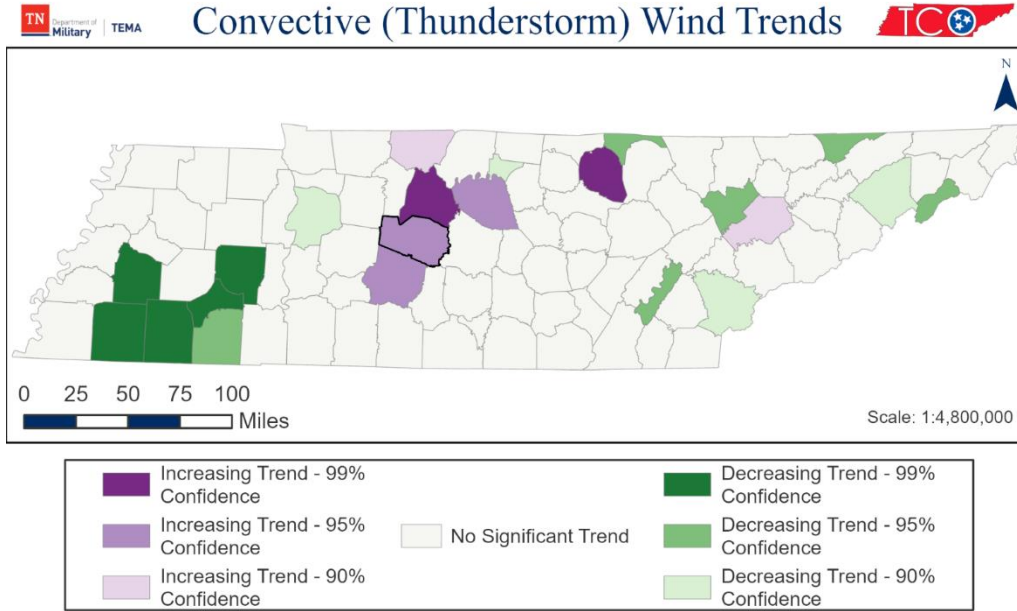 TN
Department of
Military
TEMA
Convective (Thunderstorm) Wind Trends
TCO
N
0 25 50 75 100
Miles
Scale: 1:4,800,000
Increasing Trend - 99%
Confidence
Increasing Trend - 95%
Confidence
Increasing Trend - 90%
Confidence
No Significant Trend
Decreasing Trend - 99%
Confidence
Decreasing Trend - 95%
Confidence
Decreasing Trend - 90%
Confidence